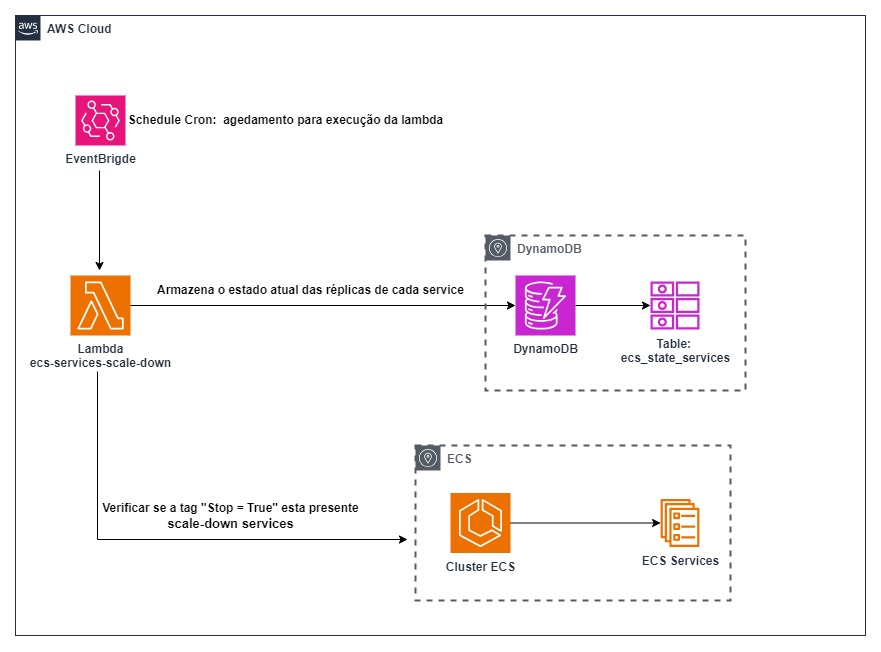 aws
AWS Cloud
Schedule Cron:  agedamento para execução da lambda
EventBrigde
DynamoDB
Armazena o estado atual das réplicas de cada service
Lambda
ecs-services-scale-down
DynamoDB
Table:
ecs_state_services
ECS
Verificar se a tag "Stop = True" esta presente
scale-down services
Cluster ECS
ECS Services